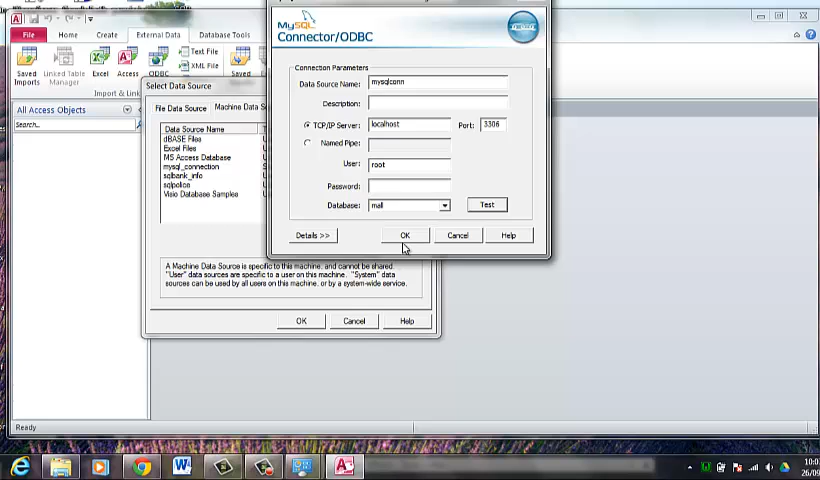 File
Home
Create
External Data
Database Tools
Saved Imports
Linked Table Manager
Excel
Access
ODBC
Text File
XML File
Saved
Import & Link
All Access Objects
Search...
Select Data Source
File Data Source
Machine Data S
Data Source Name
dBASE Files
Excel Files
MS Access Database
mysql_connection
sqlbank_info
Visio Database Samples
A Machine Data Source is specific to this machine, and cannot be shared.
"User" data sources are specific to a user on this machine. "System" data
sources can be used by all users on this machine, or by a system-wide service.
OK
Cancel
Help
MySQL
Connector/ODBC
Connection Parameters
Data Source Name: mysqlconn
Description:
TCP/IP Server: localhost Port: 3306
Named Pipe:
User: root
Password:
Database: mall Test
Details >> OK Cancel Help
Ready